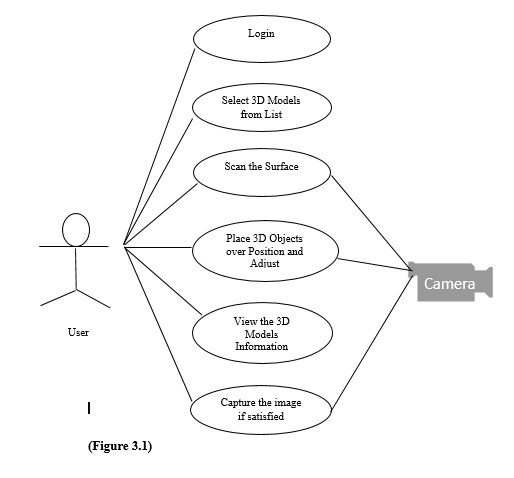 Login
Select 3D Models
from List
Scan the Surface
Place 3D Objects
over Position and
Adjust
Camera
View the 3D
Models
Information
User
Capture the image
if satisfied
(Figure 3.1)